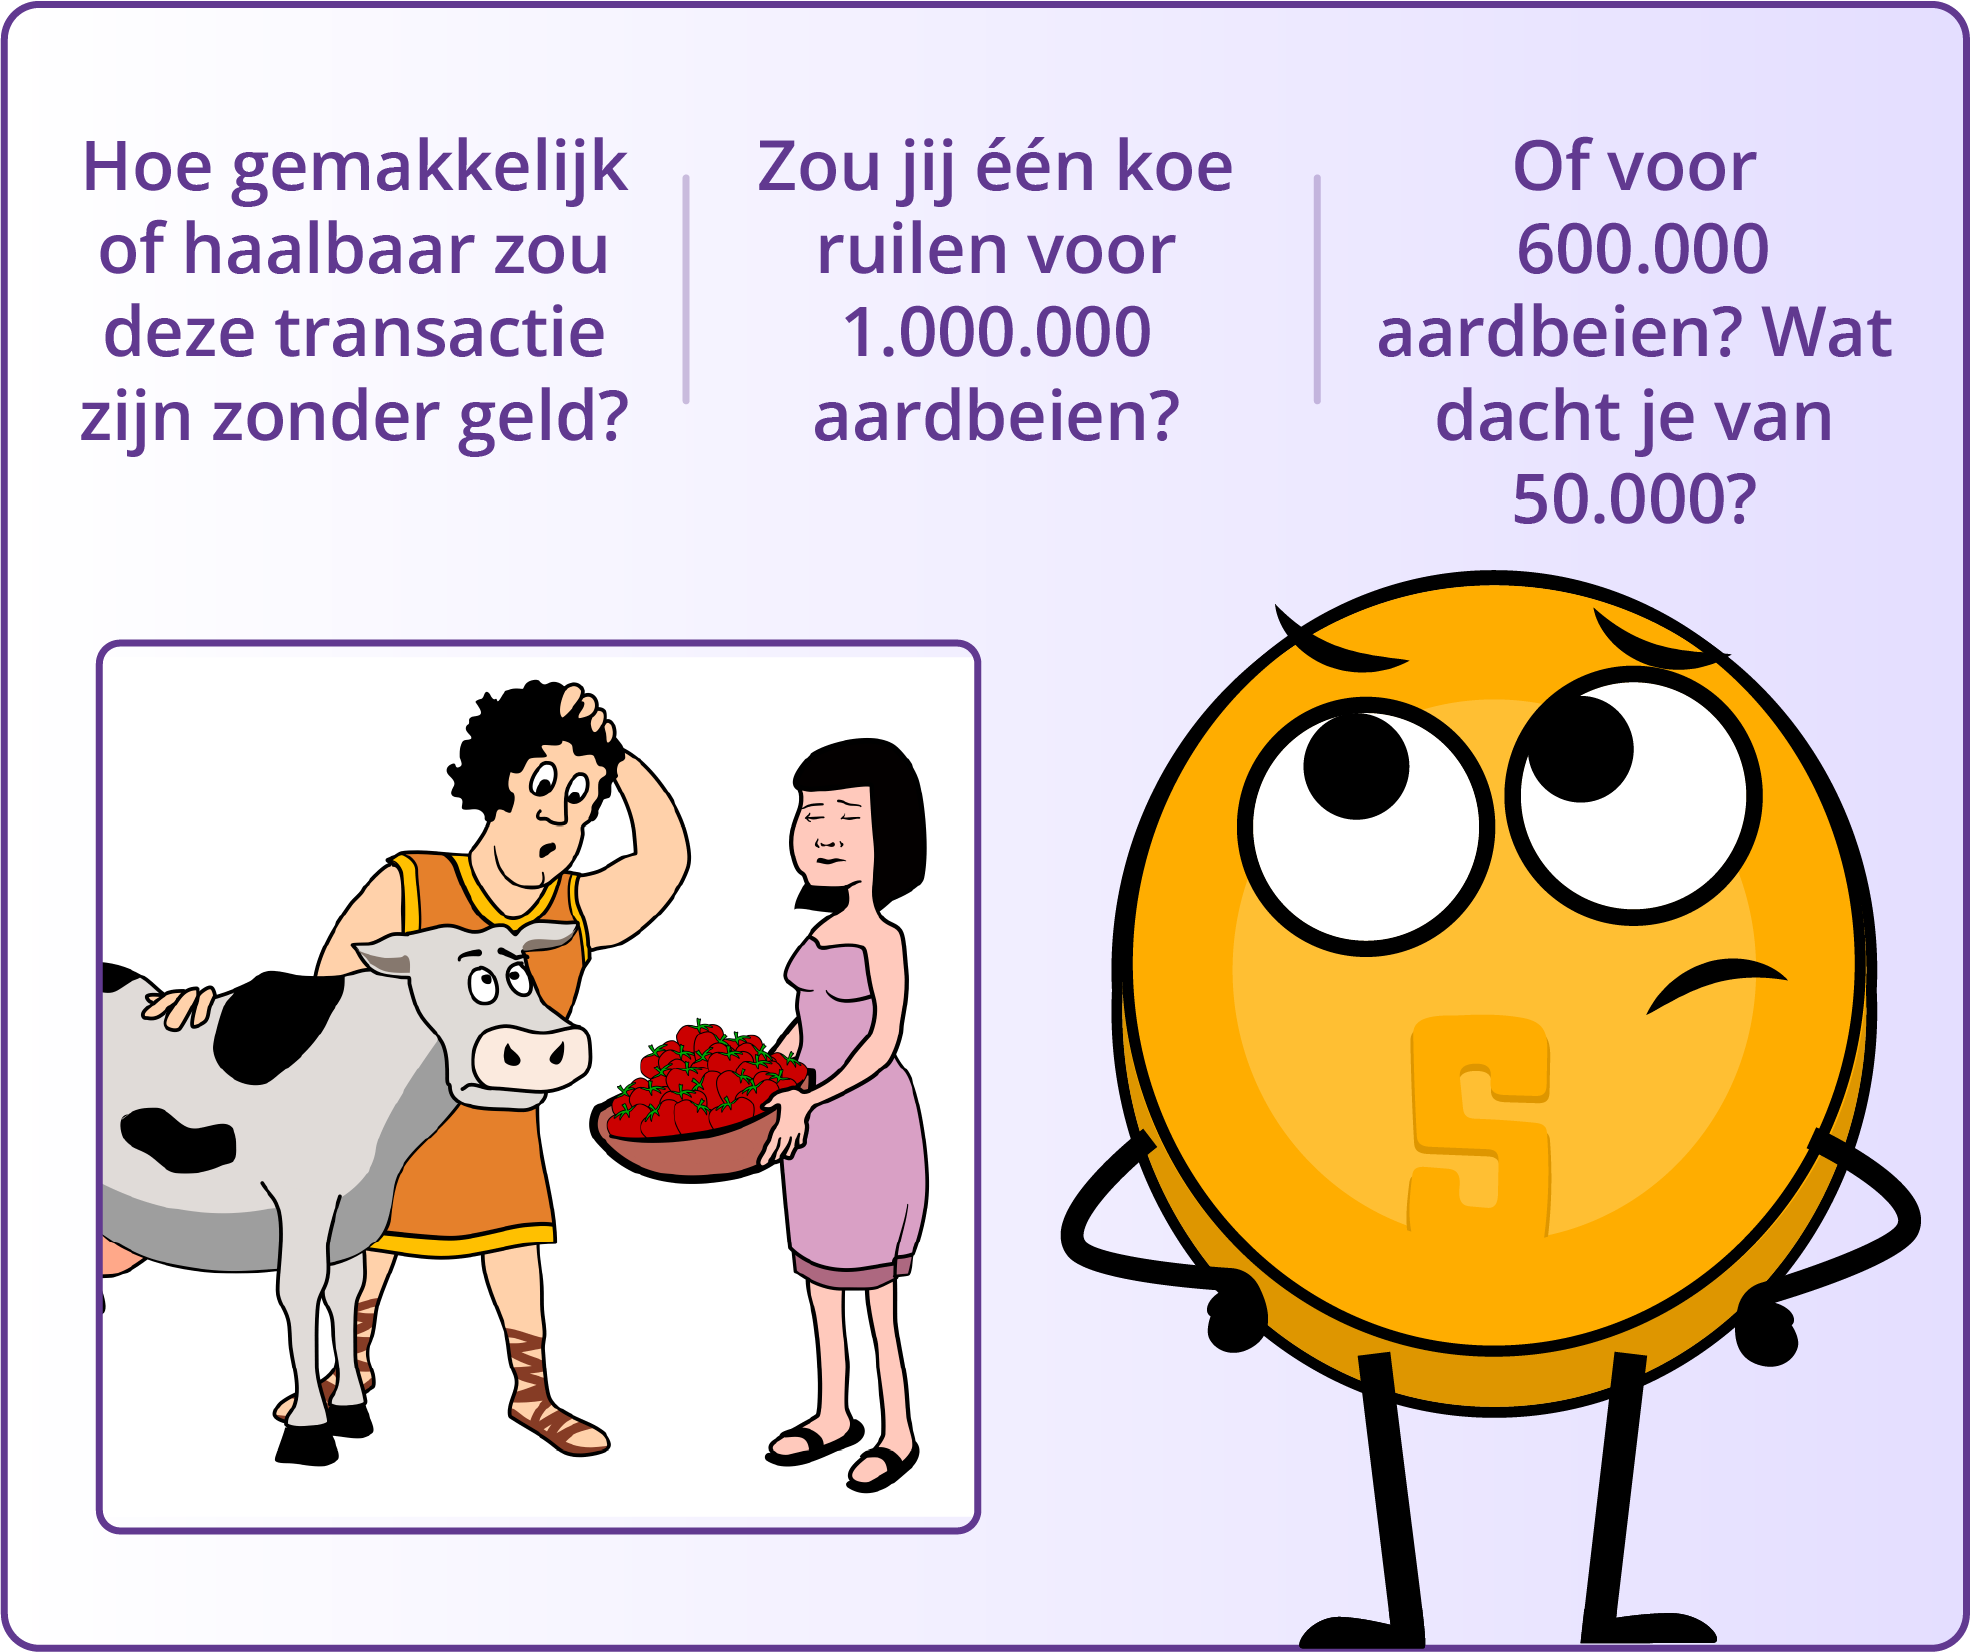 Hoe gemakkelijk
of haalbaar zou
deze transactie
zijn zonder geld?
Zou jij één koe
ruilen voor
1.000.000
aardbeien?
Of voor
600.000
aardbeien? Wat
dacht je van
50.000?
S